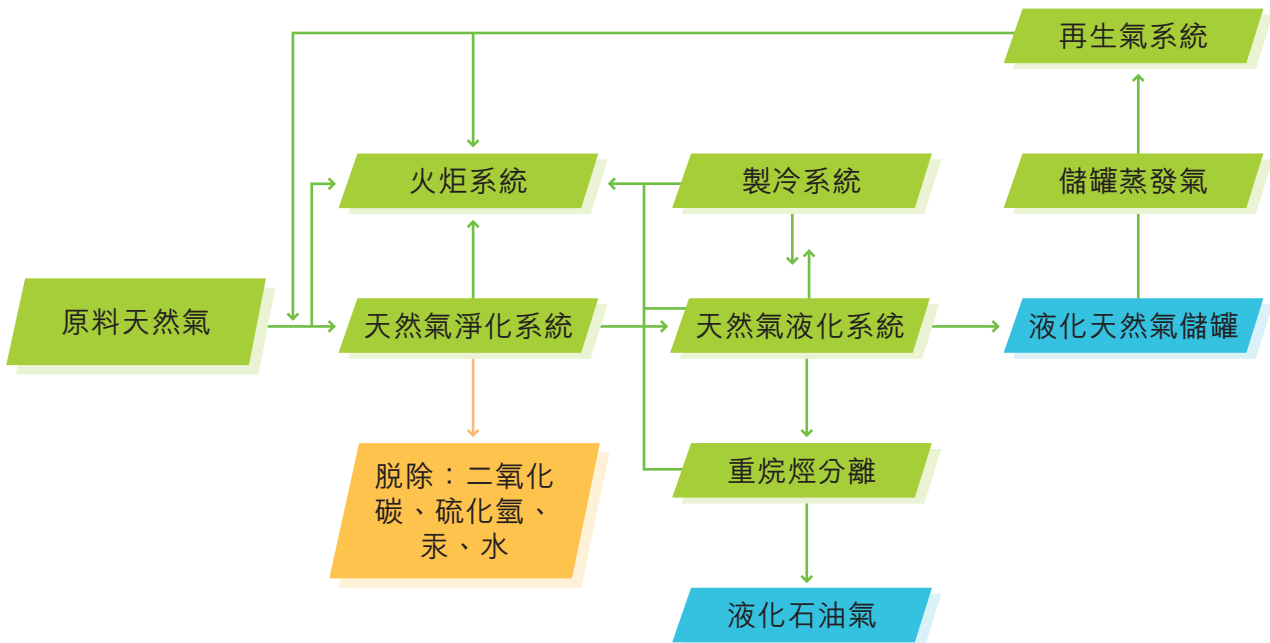 再生氣系統
火炬系統
製冷系統
儲罐蒸發氣
原料天然氣
天然氣淨化系統
天然氣液化系統
液化天然氣儲罐
脱除：二氧化
碳、硫化氫、
汞、水
重烷烴分離
液化石油氣